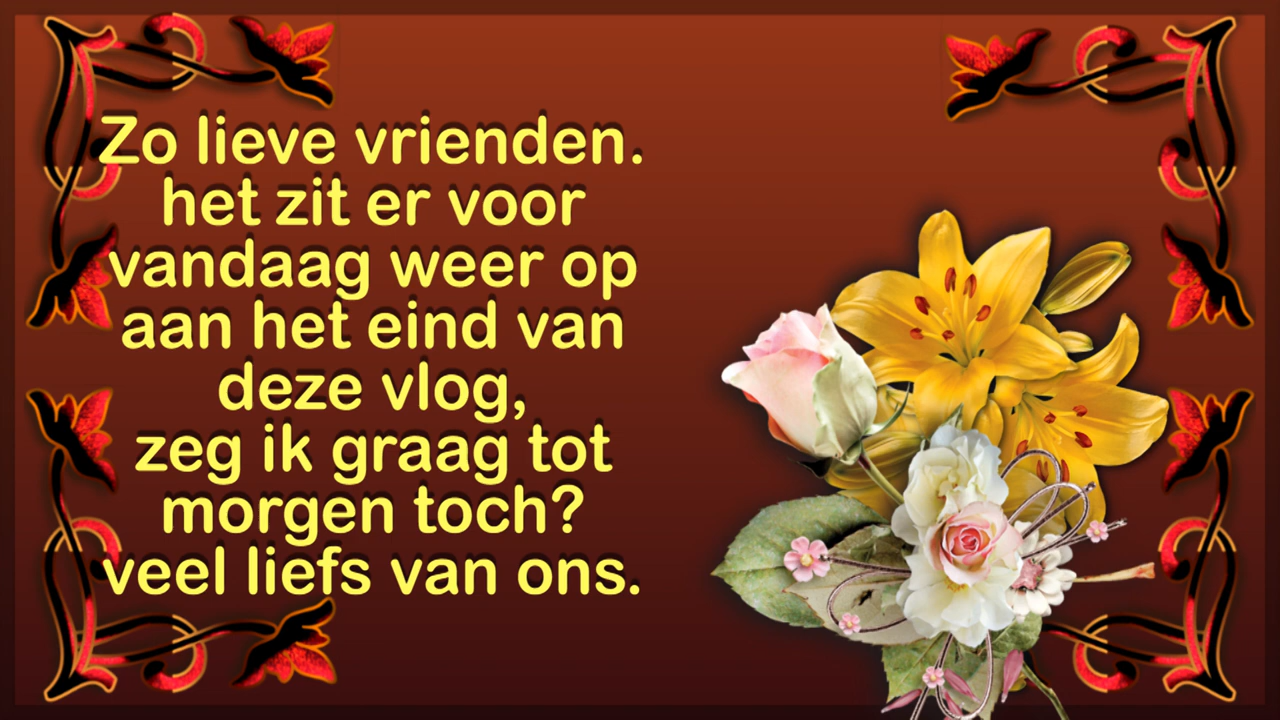 Zo lieve vrienden.
het zit er voor
vandaag weer op
aan het eind van
deze vlog,
zeg ik graag tot
morgen toch?
veel liefs van ons.